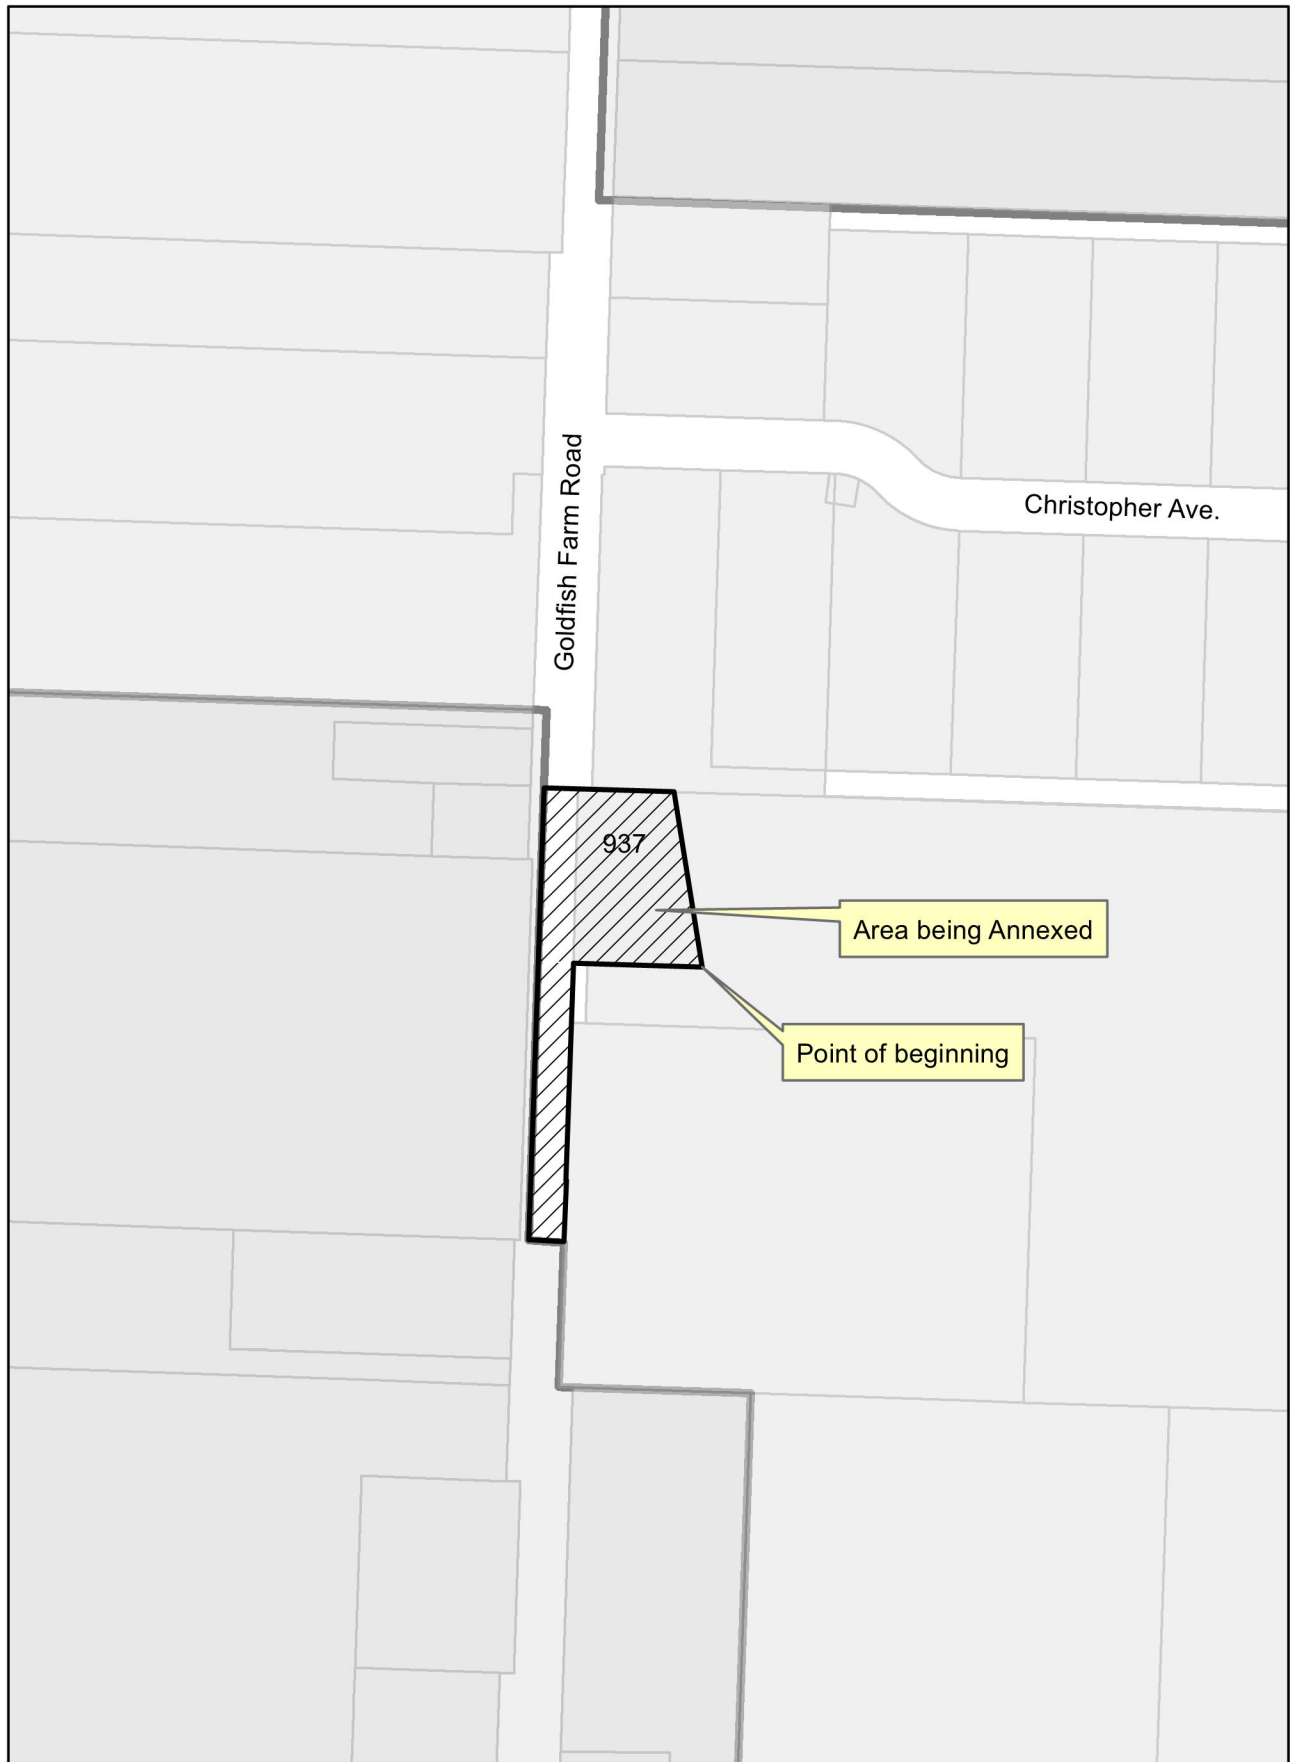 Goldfish Farm Road
Christopher Ave.
937
Area being Annexed
Point of beginning